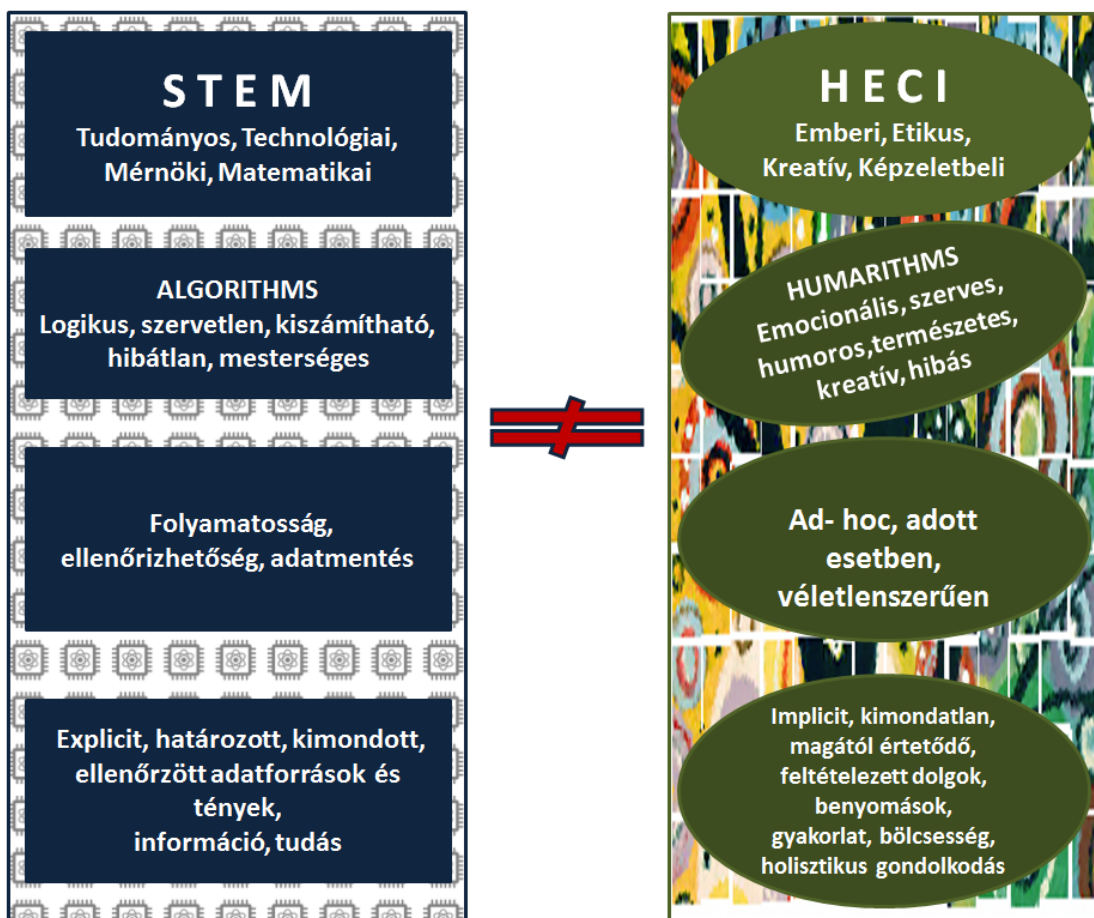 S T E M
Tudományos, Technológiai,
Mérnöki, Matematikai
ALGORITHMS
Logikus, szervetlen, kiszámítható,
hibátlan, mesterséges
Folyamatosság,
ellenőrizhetőség, adatmentés
Explicit, határozott, kimondott,
ellenőrzött adatforrások és
tények,
információ, tudás
≠
H E C I
Emberi, Etikus,
Kreatív, Képzeletbeli
HUMARITHMS
Emocionális, szerves,
humoros,természetes,
kreatív, hibás
Ad- hoc, adott
esetben,
véletlenszerűen
Implicit, kimondatlan,
magától értetődő,
feltételezett dolgok,
benyomások,
gyakorlat, bölcsesség,
holisztikus gondolkodás